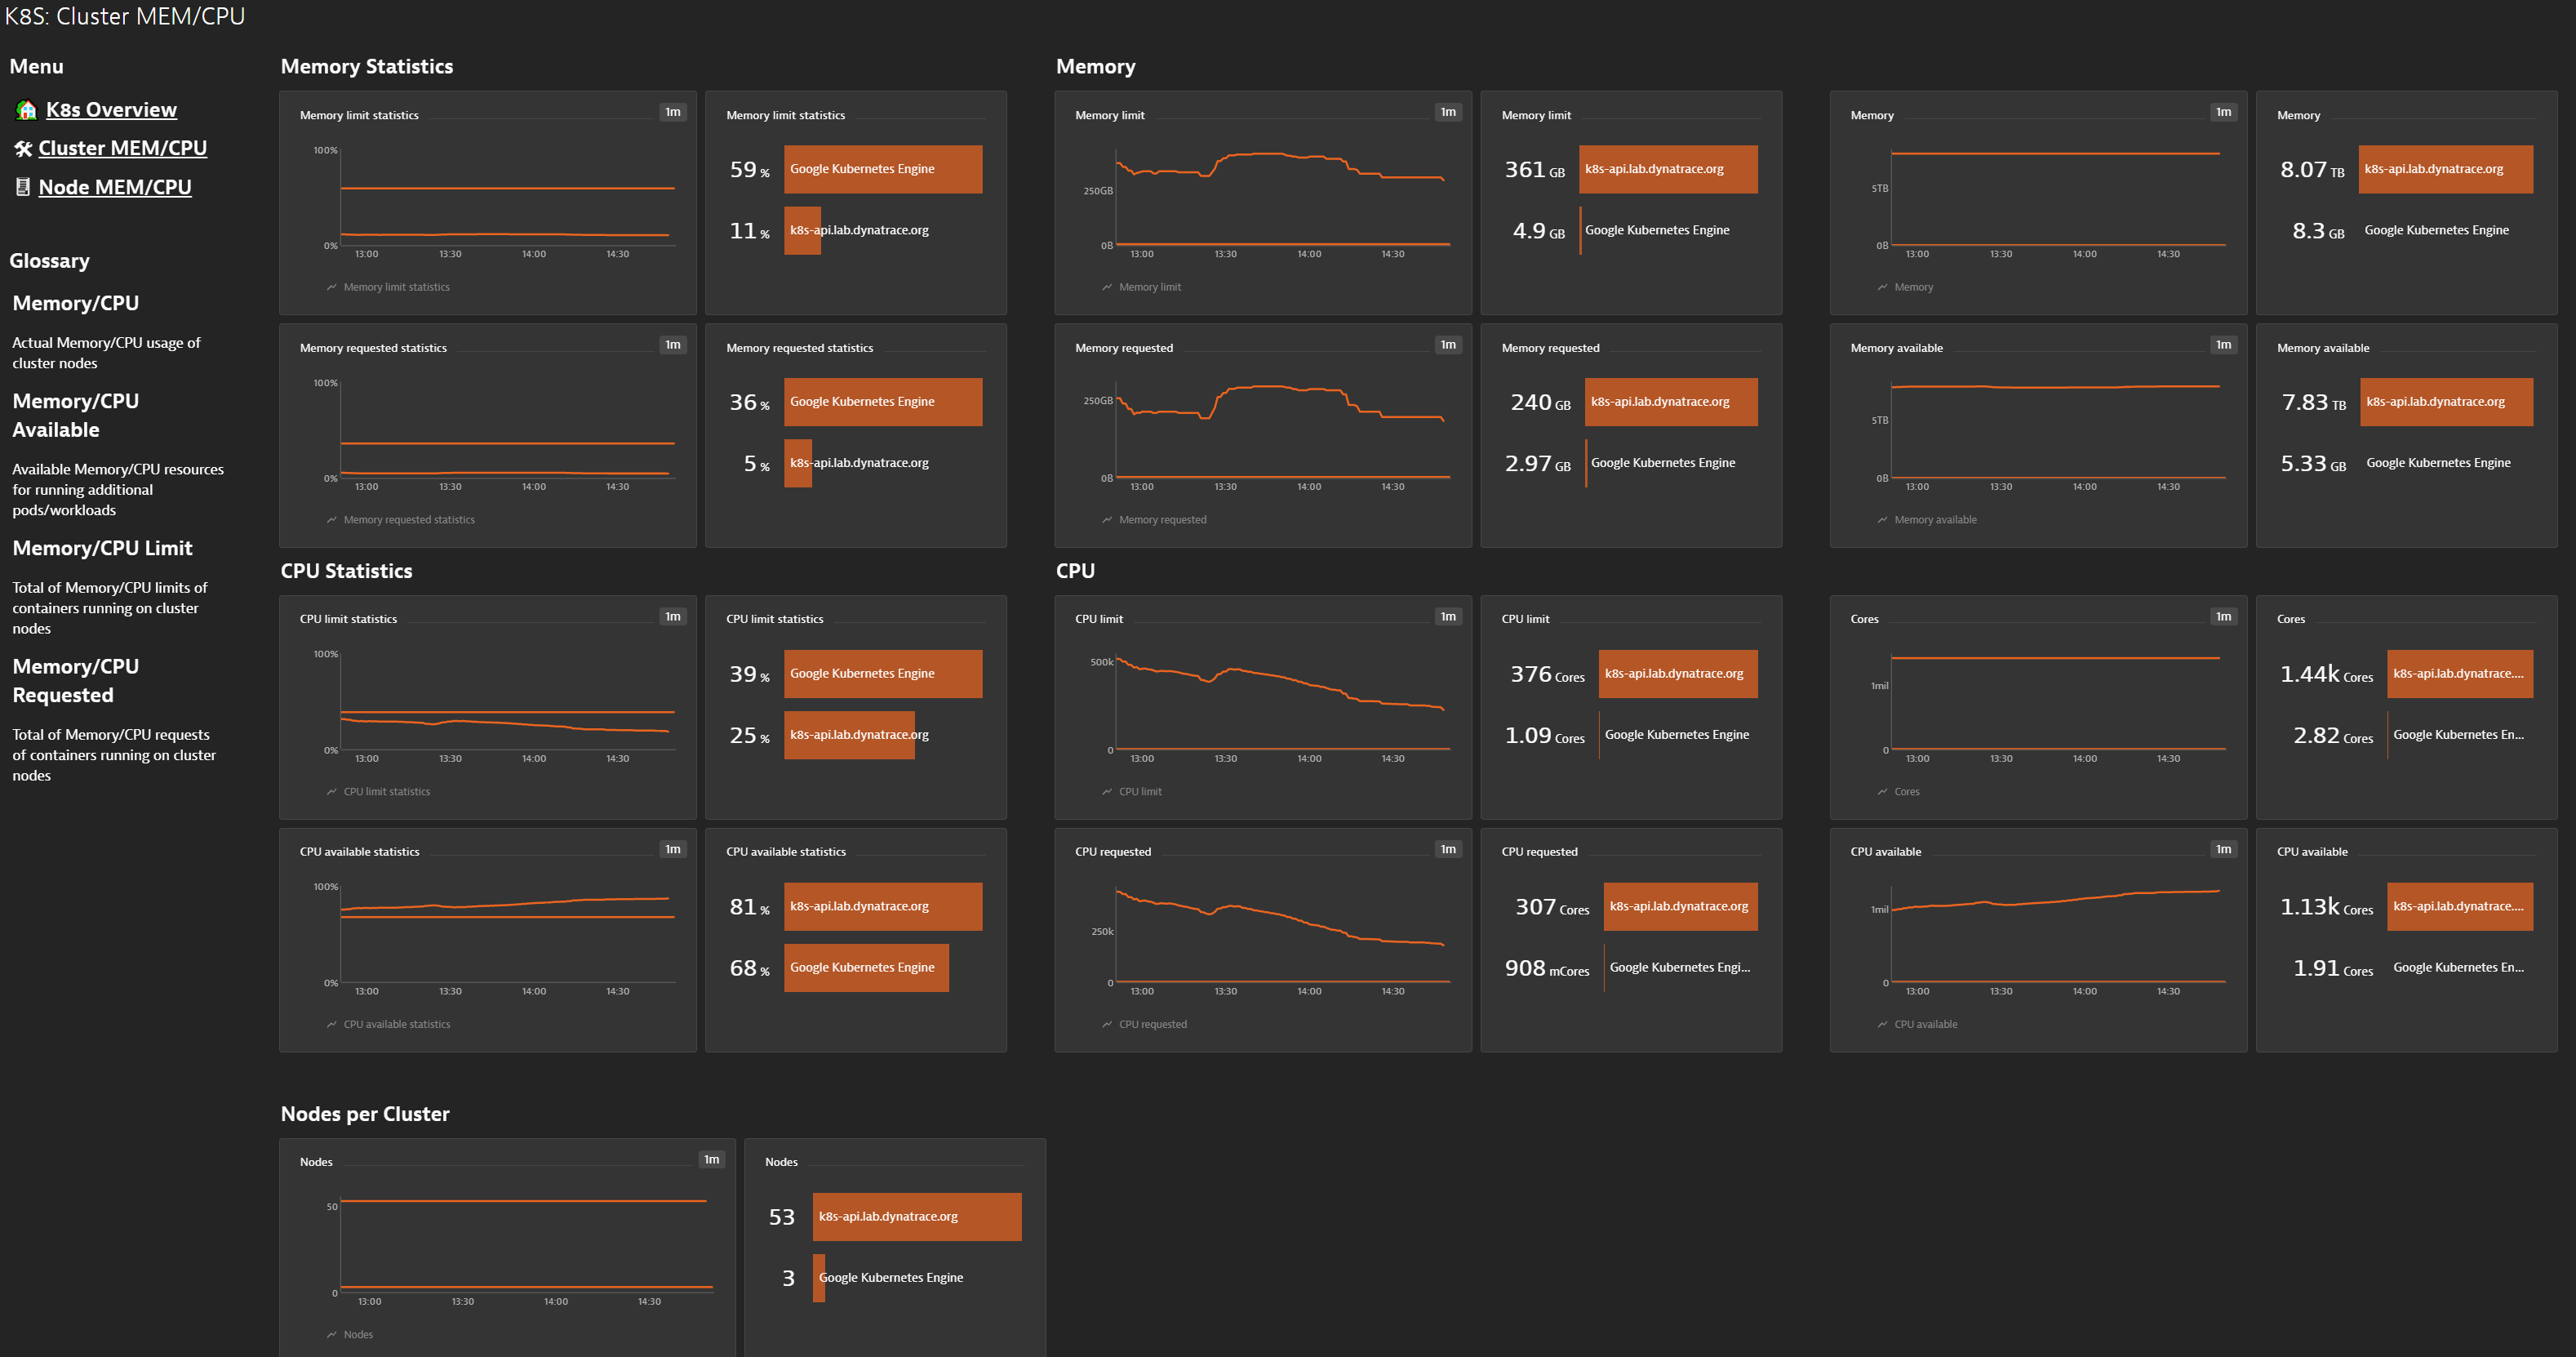 K8S: Cluster MEM/CPU
Menu
K8s Overview
Cluster MEM/CPU
Node MEM/CPU
Glossary
Memory/CPU
Actual Memory/CPU usage of
cluster nodes
Memory/CPU
Available
Available Memory/CPU resources
for running additional
pods/workloads
Memory/CPU Limit
Total of Memory/CPU limits of
containers running on cluster
nodes
Memory/CPU
Requested
Total of Memory/CPU requests
of containers running on cluster
nodes
Memory Statistics
Memory limit statistics
1m
100%
0%
13:00 13:30 14:00 14:30
Memory limit statistics
Memory limit statistics
59 % Google Kubernetes Engine
11 % k8s-api.lab.dynatrace.org
Memory requested statistics
1m
100%
0%
13:00 13:30 14:00 14:30
Memory requested statistics
Memory requested statistics
36 % Google Kubernetes Engine
5 % k8s-api.lab.dynatrace.org
Memory
Memory limit
1m
250GB
0B
13:00 13:30 14:00 14:30
Memory limit
Memory limit
361 GB k8s-api.lab.dynatrace.org
4.9 GB Google Kubernetes Engine
Memory
1m
5TB
0B
13:00 13:30 14:00 14:30
Memory
Memory
8.07 TB k8s-api.lab.dynatrace.org
8.3 GB Google Kubernetes Engine
Memory requested
1m
250GB
0B
13:00 13:30 14:00 14:30
Memory requested
Memory requested
240 GB k8s-api.lab.dynatrace.org
2.97 GB Google Kubernetes Engine
Memory available
1m
5TB
0B
13:00 13:30 14:00 14:30
Memory available
Memory available
7.83 TB k8s-api.lab.dynatrace.org
5.33 GB Google Kubernetes Engine
CPU Statistics
CPU limit statistics
1m
100%
0%
13:00 13:30 14:00 14:30
CPU limit statistics
CPU limit statistics
39 % Google Kubernetes Engine
25 % k8s-api.lab.dynatrace.org
CPU available statistics
1m
100%
0%
13:00 13:30 14:00 14:30
CPU available statistics
CPU available statistics
81 % k8s-api.lab.dynatrace.org
68 % Google Kubernetes Engine
CPU
CPU limit
1m
500k
0
13:00 13:30 14:00 14:30
CPU limit
CPU limit
376 Cores k8s-api.lab.dynatrace.org
1.09 Cores Google Kubernetes Engine
Cores
1m
1mil
0
13:00 13:30 14:00 14:30
Cores
Cores
1.44k Cores k8s-api.lab.dynatrace....
2.82 Cores Google Kubernetes En...
CPU requested
1m
250k
0
13:00 13:30 14:00 14:30
CPU requested
CPU requested
307 Cores k8s-api.lab.dynatrace.org
908 mCores Google Kubernetes Engi...
CPU available
1m
1mil
0
13:00 13:30 14:00 14:30
CPU available
CPU available
1.13k Cores k8s-api.lab.dynatrace....
1.91 Cores Google Kubernetes En...
Nodes per Cluster
Nodes
1m
50
0
13:00 13:30 14:00 14:30
Nodes
Nodes
53 k8s-api.lab.dynatrace.org
3 Google Kubernetes Engine